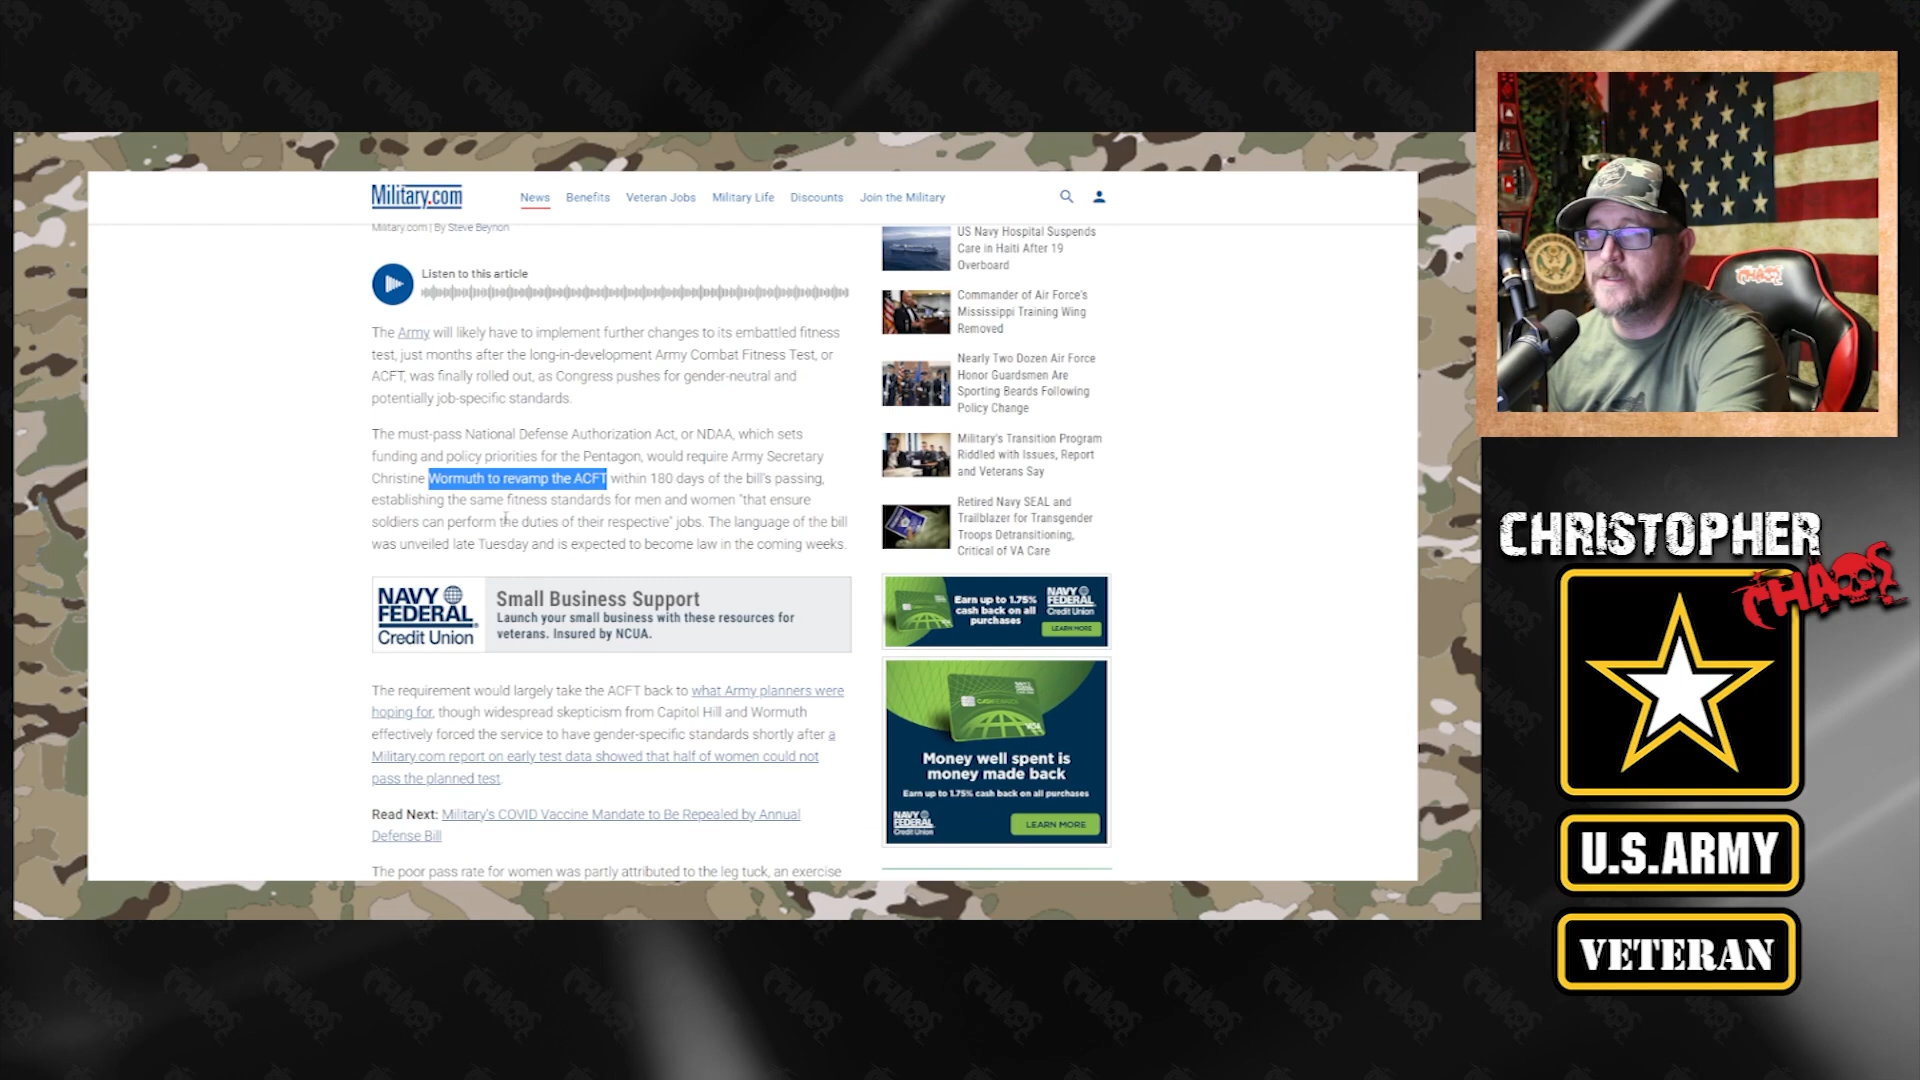 Military.com
News Benefits Veteran Jobs Military Life Discounts Join the Military
Military.com | By Steve Beynon
Listen to this article
The Army will likely have to implement further changes to its embattled fitness
test, just months after the long-in-development Army Combat Fitness Test, or
ACFT, was finally rolled out, as Congress pushes for gender-neutral and
potentially job-specific standards.
The must-pass National Defense Authorization Act, or NDAA, which sets
funding and policy priorities for the Pentagon, would require Army Secretary
Christine Wormuth to revamp the ACFT within 180 days of the bill's passing,
establishing the same fitness standards for men and women "that ensure
soldiers can perform the duties of their respective" jobs. The language of the bill
was unveiled late Tuesday and is expected to become law in the coming weeks.
NAVY
FEDERAL
Credit Union
Small Business Support
Launch your small business with these resources for
veterans. Insured by NCUA.
The requirement would largely take the ACFT back to what Army planners were
hoping for, though widespread skepticism from Capitol Hill and Wormuth
effectively forced the service to have gender-specific standards shortly after a
Military.com report on early test data showed that half of women could not
pass the planned test.
Read Next: Military's COVID Vaccine Mandate to Be Repealed by Annual
Defense Bill
The poor pass rate for women was partly attributed to the leg tuck, an exercise
US Navy Hospital Suspends
Care in Haiti After 19
Overboard
Commander of Air Force's
Mississippi Training Wing
Removed
Nearly Two Dozen Air Force
Honor Guardsmen Are
Sporting Beards Following
Policy Change
Military's Transition Program
Riddled with Issues, Report
and Veterans Say
Retired Navy SEAL and
Trailblazer for Transgender
Troops Detransitioning,
Critical of VA Care
Earn up to 1.75%
cash back on all
purchases
NAVY
FEDERAL
Credit Union
LEARN MORE
NAVY
FEDERAL
CASHREWARDS
VISA
Money well spent is
money made back
Earn up to 1.75% cash back on all purchases
NAVY
FEDERAL
Credit Union
LEARN MORE
CHAOS
CHRISTOPHER
CHAOS
U.S.ARMY
VETERAN